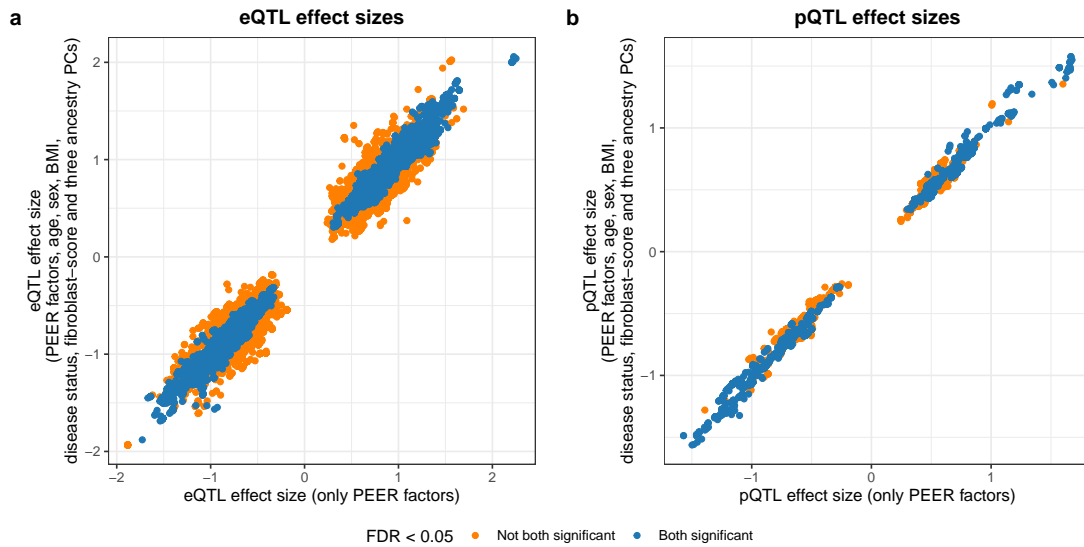 a
eQTL effect sizes
eQTL effect size
(PEER factors, age, sex, BMI,
disease status, fibroblast−score and three ancestry PCs)
2
1
0
−1
−2
−2
−1
0
1
2
eQTL effect size (only PEER factors)
b
pQTL effect sizes
pQTL effect size
(PEER factors, age, sex, BMI,
disease status, fibroblast−score and three ancestry PCs)
1
0
−1
−1
0
1
pQTL effect size (only PEER factors)
FDR < 0.05 Not both significant Both significant